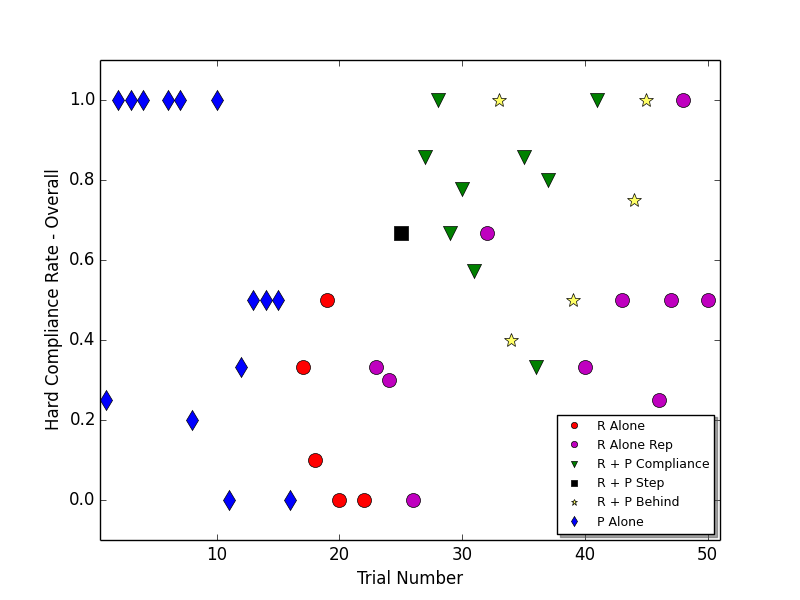 1.0
0.8
0.6
0.4
0.2
0.0
Hard Compliance Rate - Overall
R Alone
R Alone Rep
R + P Compliance
R + P Step
R + P Behind
P Alone
10 20 30 40 50
Trial Number